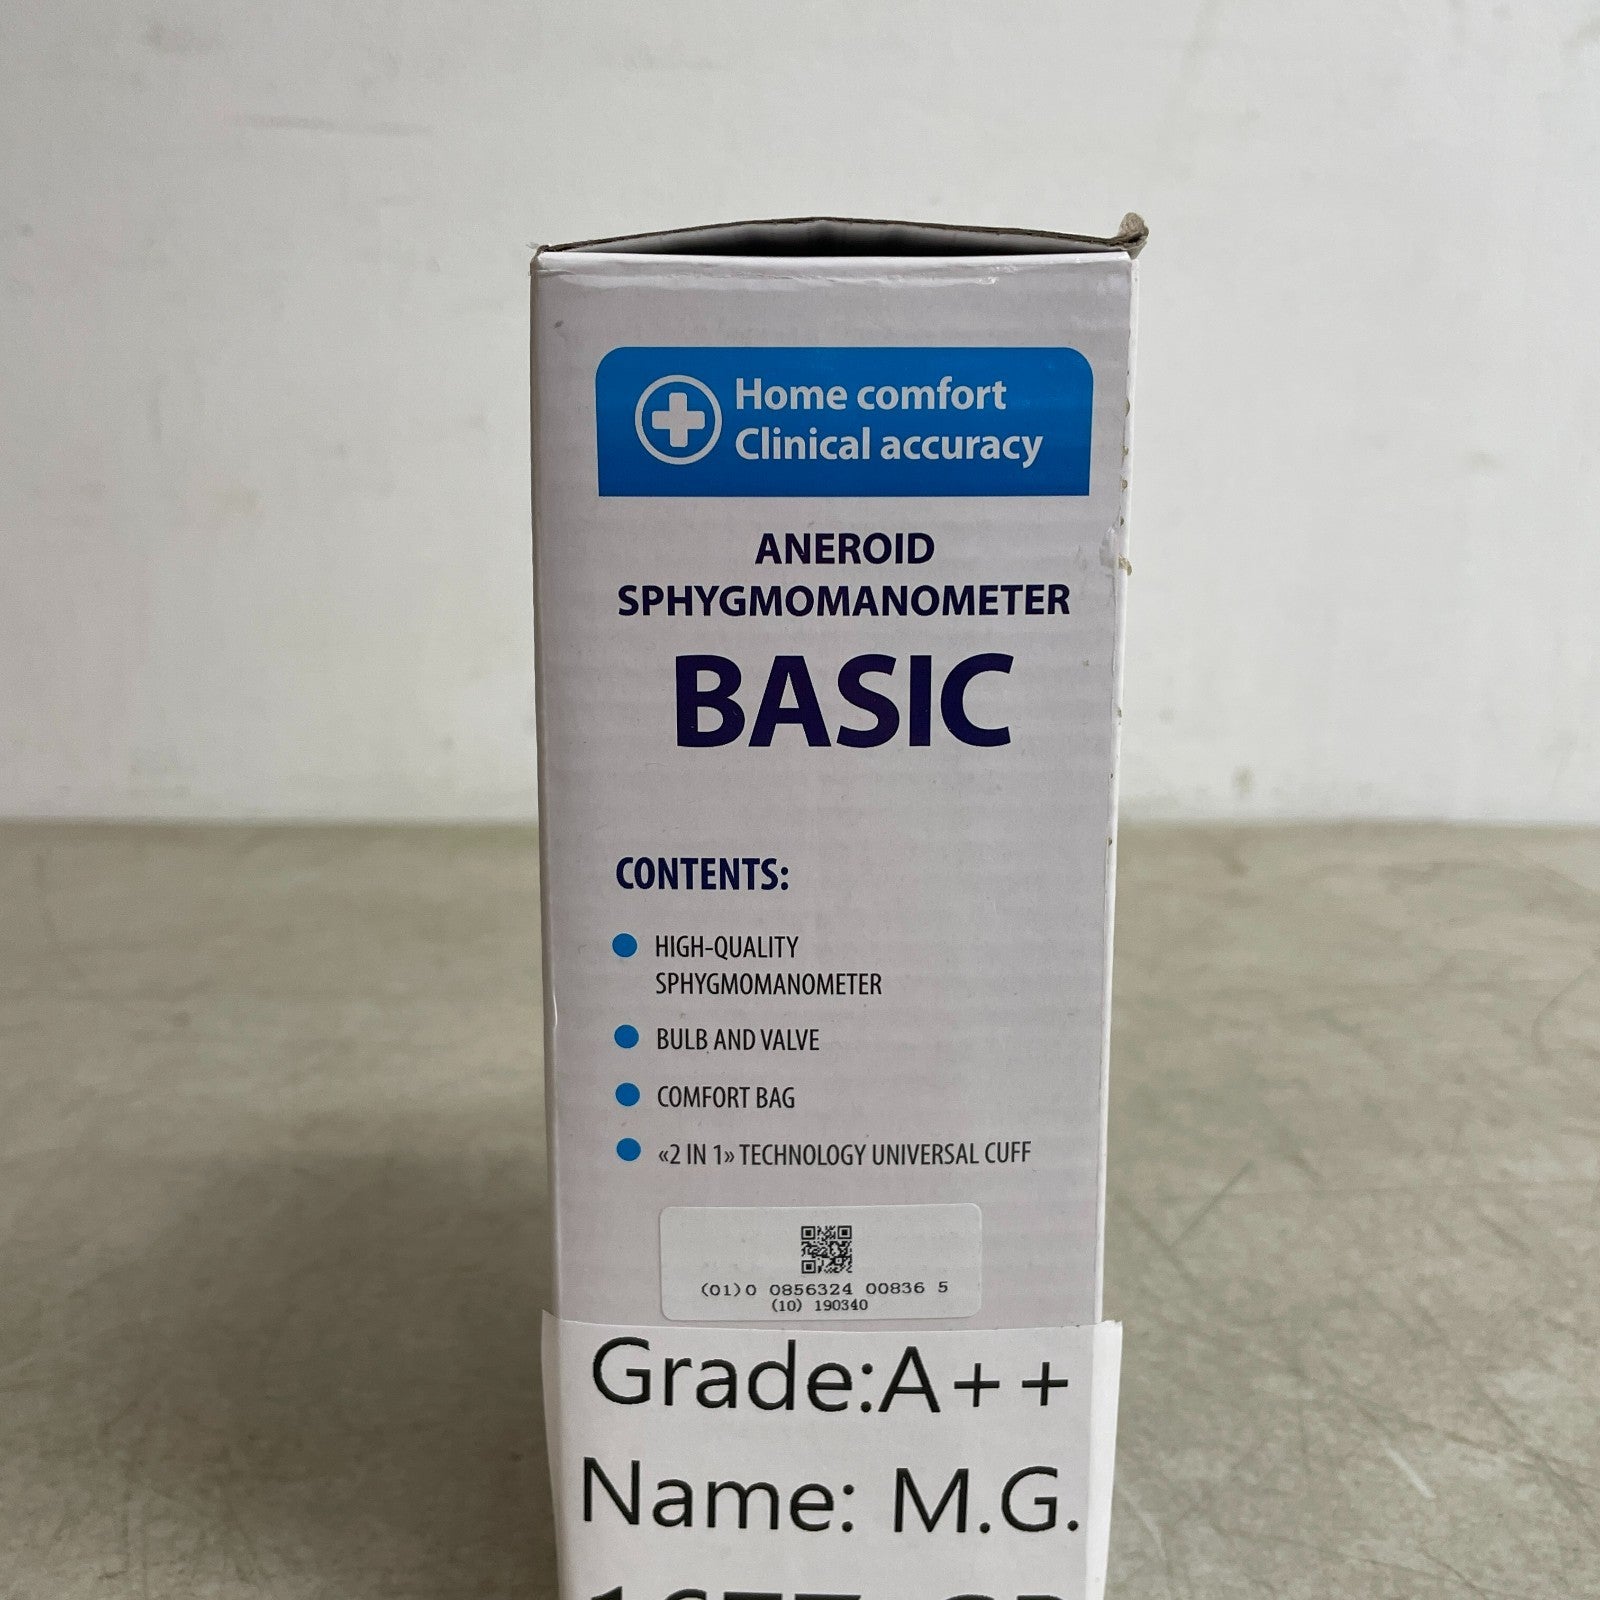 Home comfort
Clinical accuracy
ANEROID
SPHYGMOMANOMETER
BASIC
CONTENTS:
HIGH-QUALITY
SPHYGMOMANOMETER
BULB AND VALVE
COMFORT BAG
«2 IN 1» TECHNOLOGY UNIVERSAL CUFF
(01)0 0856324 00836 5
(10) 190340
Grade:A++
Name: M.G.